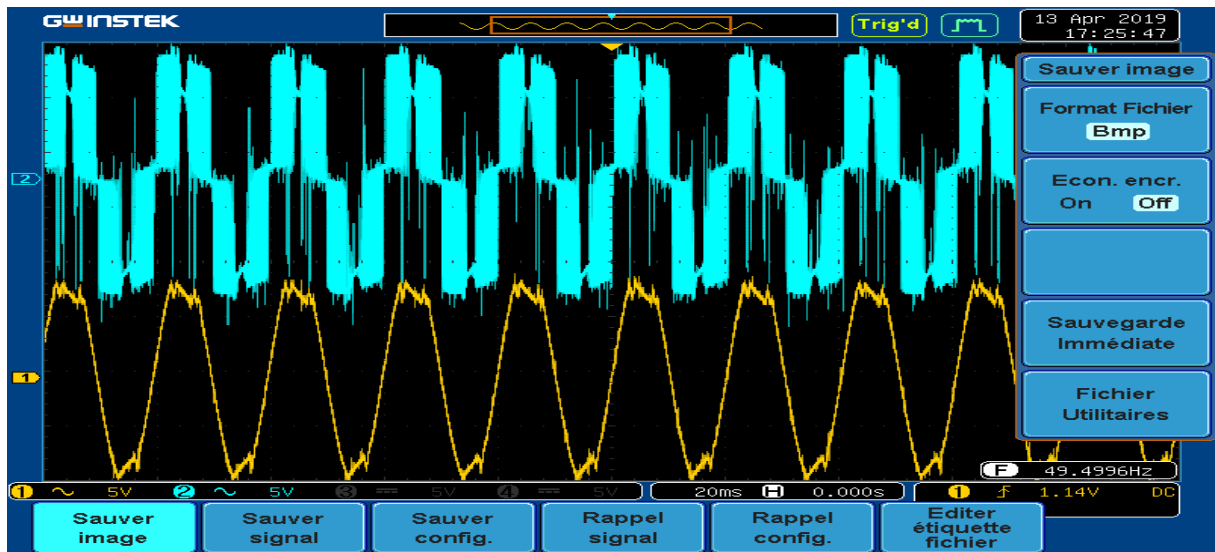 GWINSTEK
Trig'd
13 Apr 2019
17:25:47
Sauver image
Format Fichier
Bmp
Econ. encr.
On Off
Sauvegarde
Immédiate
Fichier
Utilitaires
2
1
F 49.4996Hz
1 5V 2 5V 3 5V 4 5V
20ms H 0.000s
1 1.14V DC
Sauver
image
Sauver
signal
Sauver
config.
Rappel
signal
Rappel
config.
Editer
étiquette
fichier